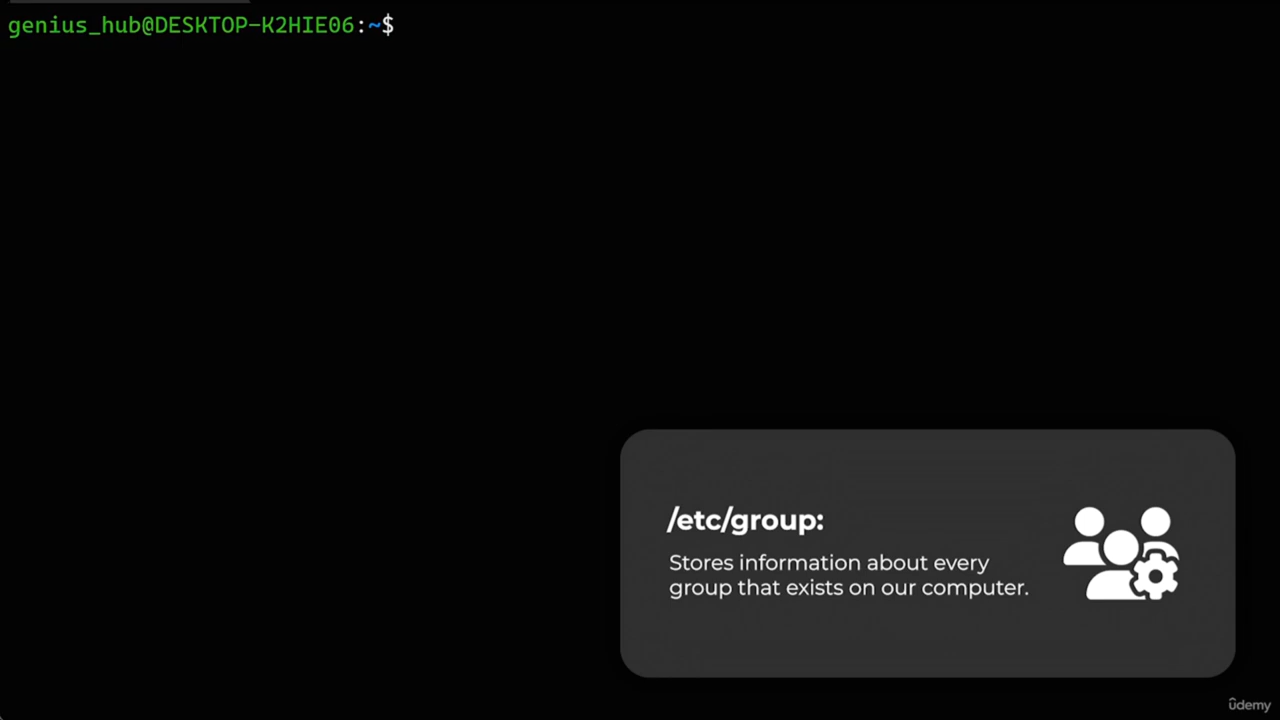 genius_hub@DESKTOP-K2HIE06:~$
/etc/group:
Stores information about every
group that exists on our computer.
ûdemy